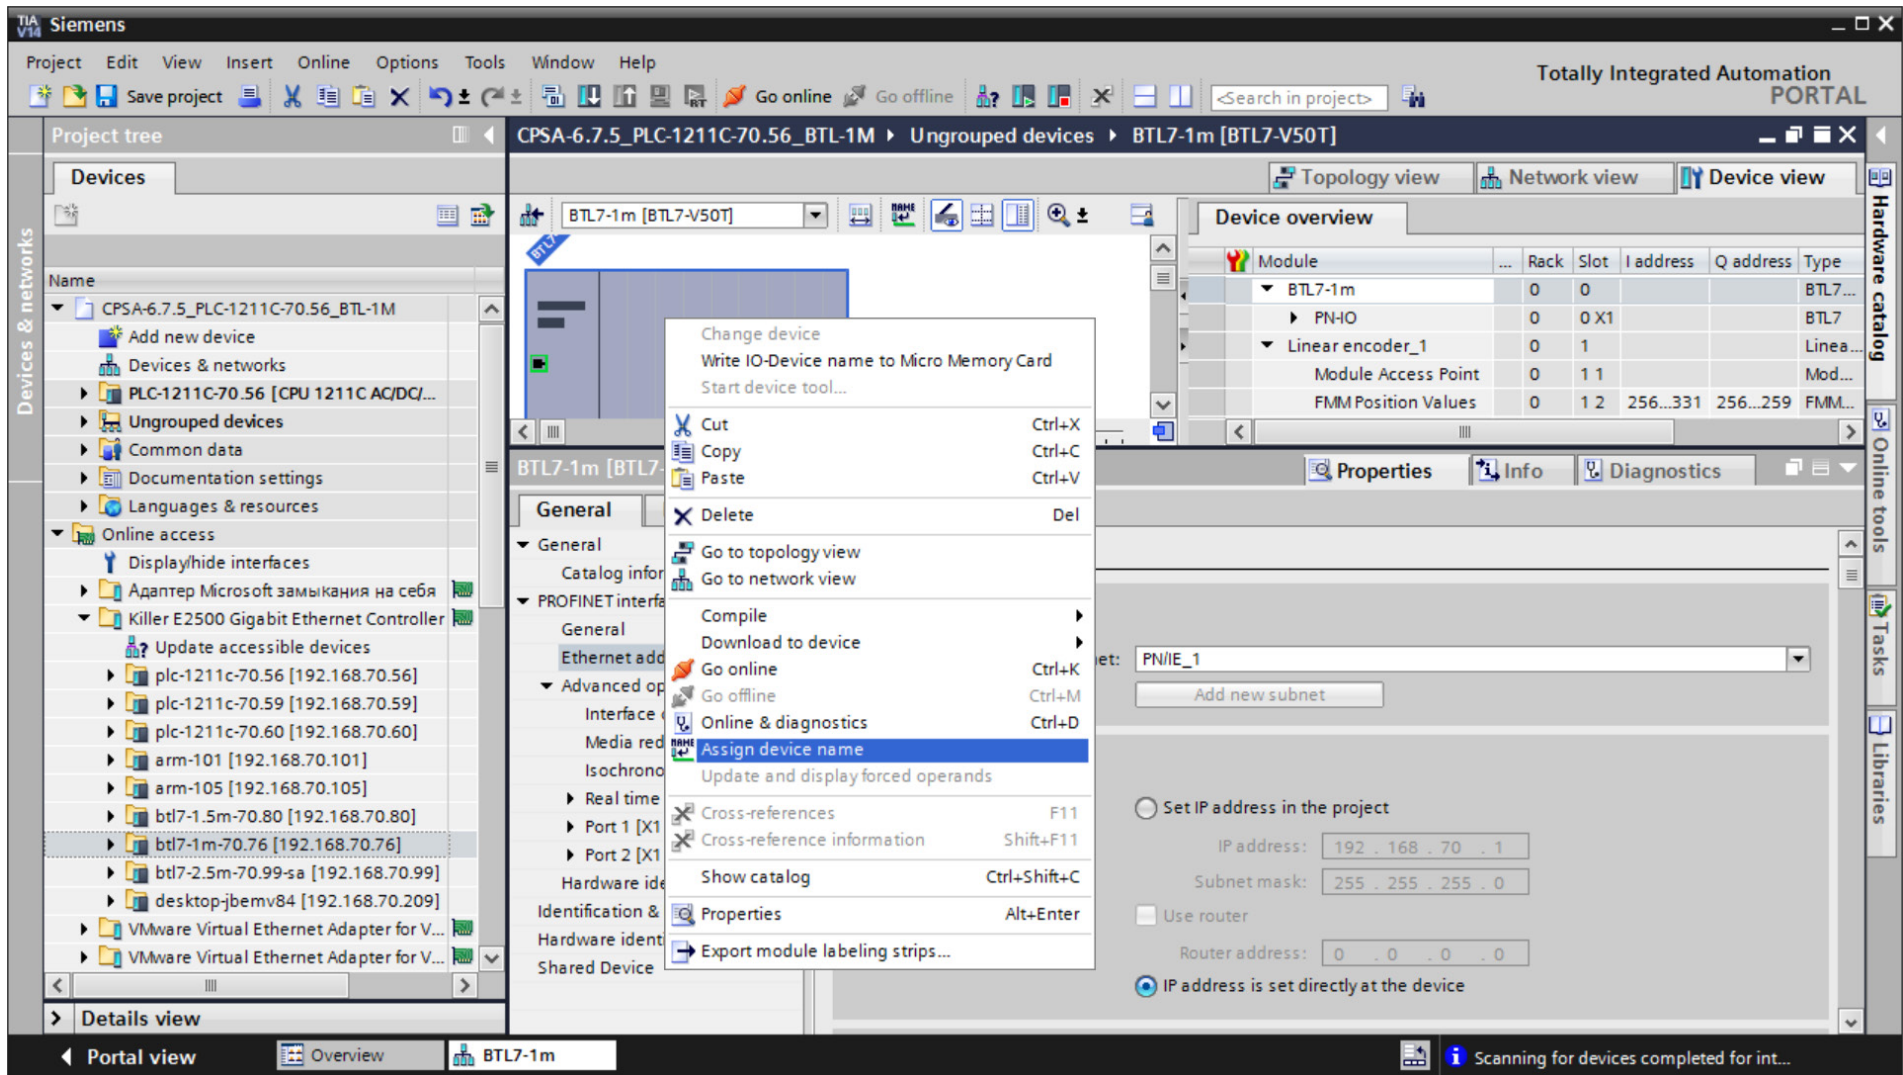 TIA V14 Siemens
Project Edit View Insert Online Options Tools Window Help
Totally Integrated Automation
PORTAL
Save project Go online Go offline <Search in project>
Project tree
CPSA-6.7.5_PLC-1211C-70.56_BTL-1M Ungrouped devices BTL7-1m [BTL7-V50T]
Devices
Topology view Network view Device view
BTL7-1m [BTL7-V50T] NAME
Device overview
Module ... Rack Slot I address Q address Type
BTL7-1m 0 0 BTL7...
PN-IO 0 0 X1 BTL7
Linear encoder_1 0 1 Linea...
Module Access Point 0 1 1 Mod...
FMM Position Values 0 1 2 256...331 256...259 FMM...
Devices & networks
Name
CPSA-6.7.5_PLC-1211C-70.56_BTL-1M
Add new device
Devices & networks
PLC-1211C-70.56 [CPU 1211C AC/DC/...
Ungrouped devices
Common data
Documentation settings
Languages & resources
Online access
Display/hide interfaces
Адаптер Microsoft замыкания на себя
Killer E2500 Gigabit Ethernet Controller
Update accessible devices
plc-1211c-70.56 [192.168.70.56]
plc-1211c-70.59 [192.168.70.59]
plc-1211c-70.60 [192.168.70.60]
arm-101 [192.168.70.101]
arm-105 [192.168.70.105]
btl7-1.5m-70.80 [192.168.70.80]
btl7-1m-70.76 [192.168.70.76]
btl7-2.5m-70.99-sa [192.168.70.99]
desktop-jbemv84 [192.168.70.209]
VMware Virtual Ethernet Adapter for V...
VMware Virtual Ethernet Adapter for V...
Details view
BTL7
Change device
Write IO-Device name to Micro Memory Card
Start device tool...
Cut Ctrl+X
Copy Ctrl+C
Paste Ctrl+V
Delete Del
Go to topology view
Go to network view
Compile
Download to device
Go online Ctrl+K
Go offline Ctrl+M
Online & diagnostics Ctrl+D
NAME Assign device name
Update and display forced operands
Cross-references F11
Cross-reference information Shift+F11
Show catalog Ctrl+Shift+C
Properties Alt+Enter
Export module labeling strips...
BTL7-1m [BTL7-
Properties Info Diagnostics
General
General
Catalog infor
PROFINET interfa
General
Ethernet add
Advanced op
Interface
Media red
Isochrono
Real time
Port 1 [X1
Port 2 [X1
Hardware ide
Identification &
Hardware identi
Shared Device
et: PN/IE_1
Add new subnet
Set IP address in the project
IP address: 192 . 168 . 70 . 1
Subnet mask: 255 . 255 . 255 . 0
Use router
Router address: 0 . 0 . 0 . 0
IP address is set directly at the device
Hardware catalog
Online tools
Tasks
Libraries
Portal view Overview BTL7-1m Scanning for devices completed for int...